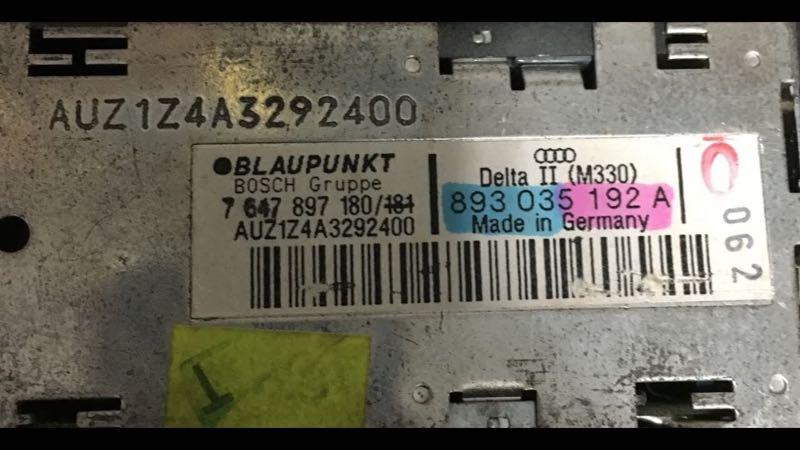 AUZ1Z4A3292400
BLAUPUNKT
BOSCH Gruppe
7 647 897 180/181
AUZ1Z4A3292400
Delta II (M330)
893 035 192 A
Made in Germany
062